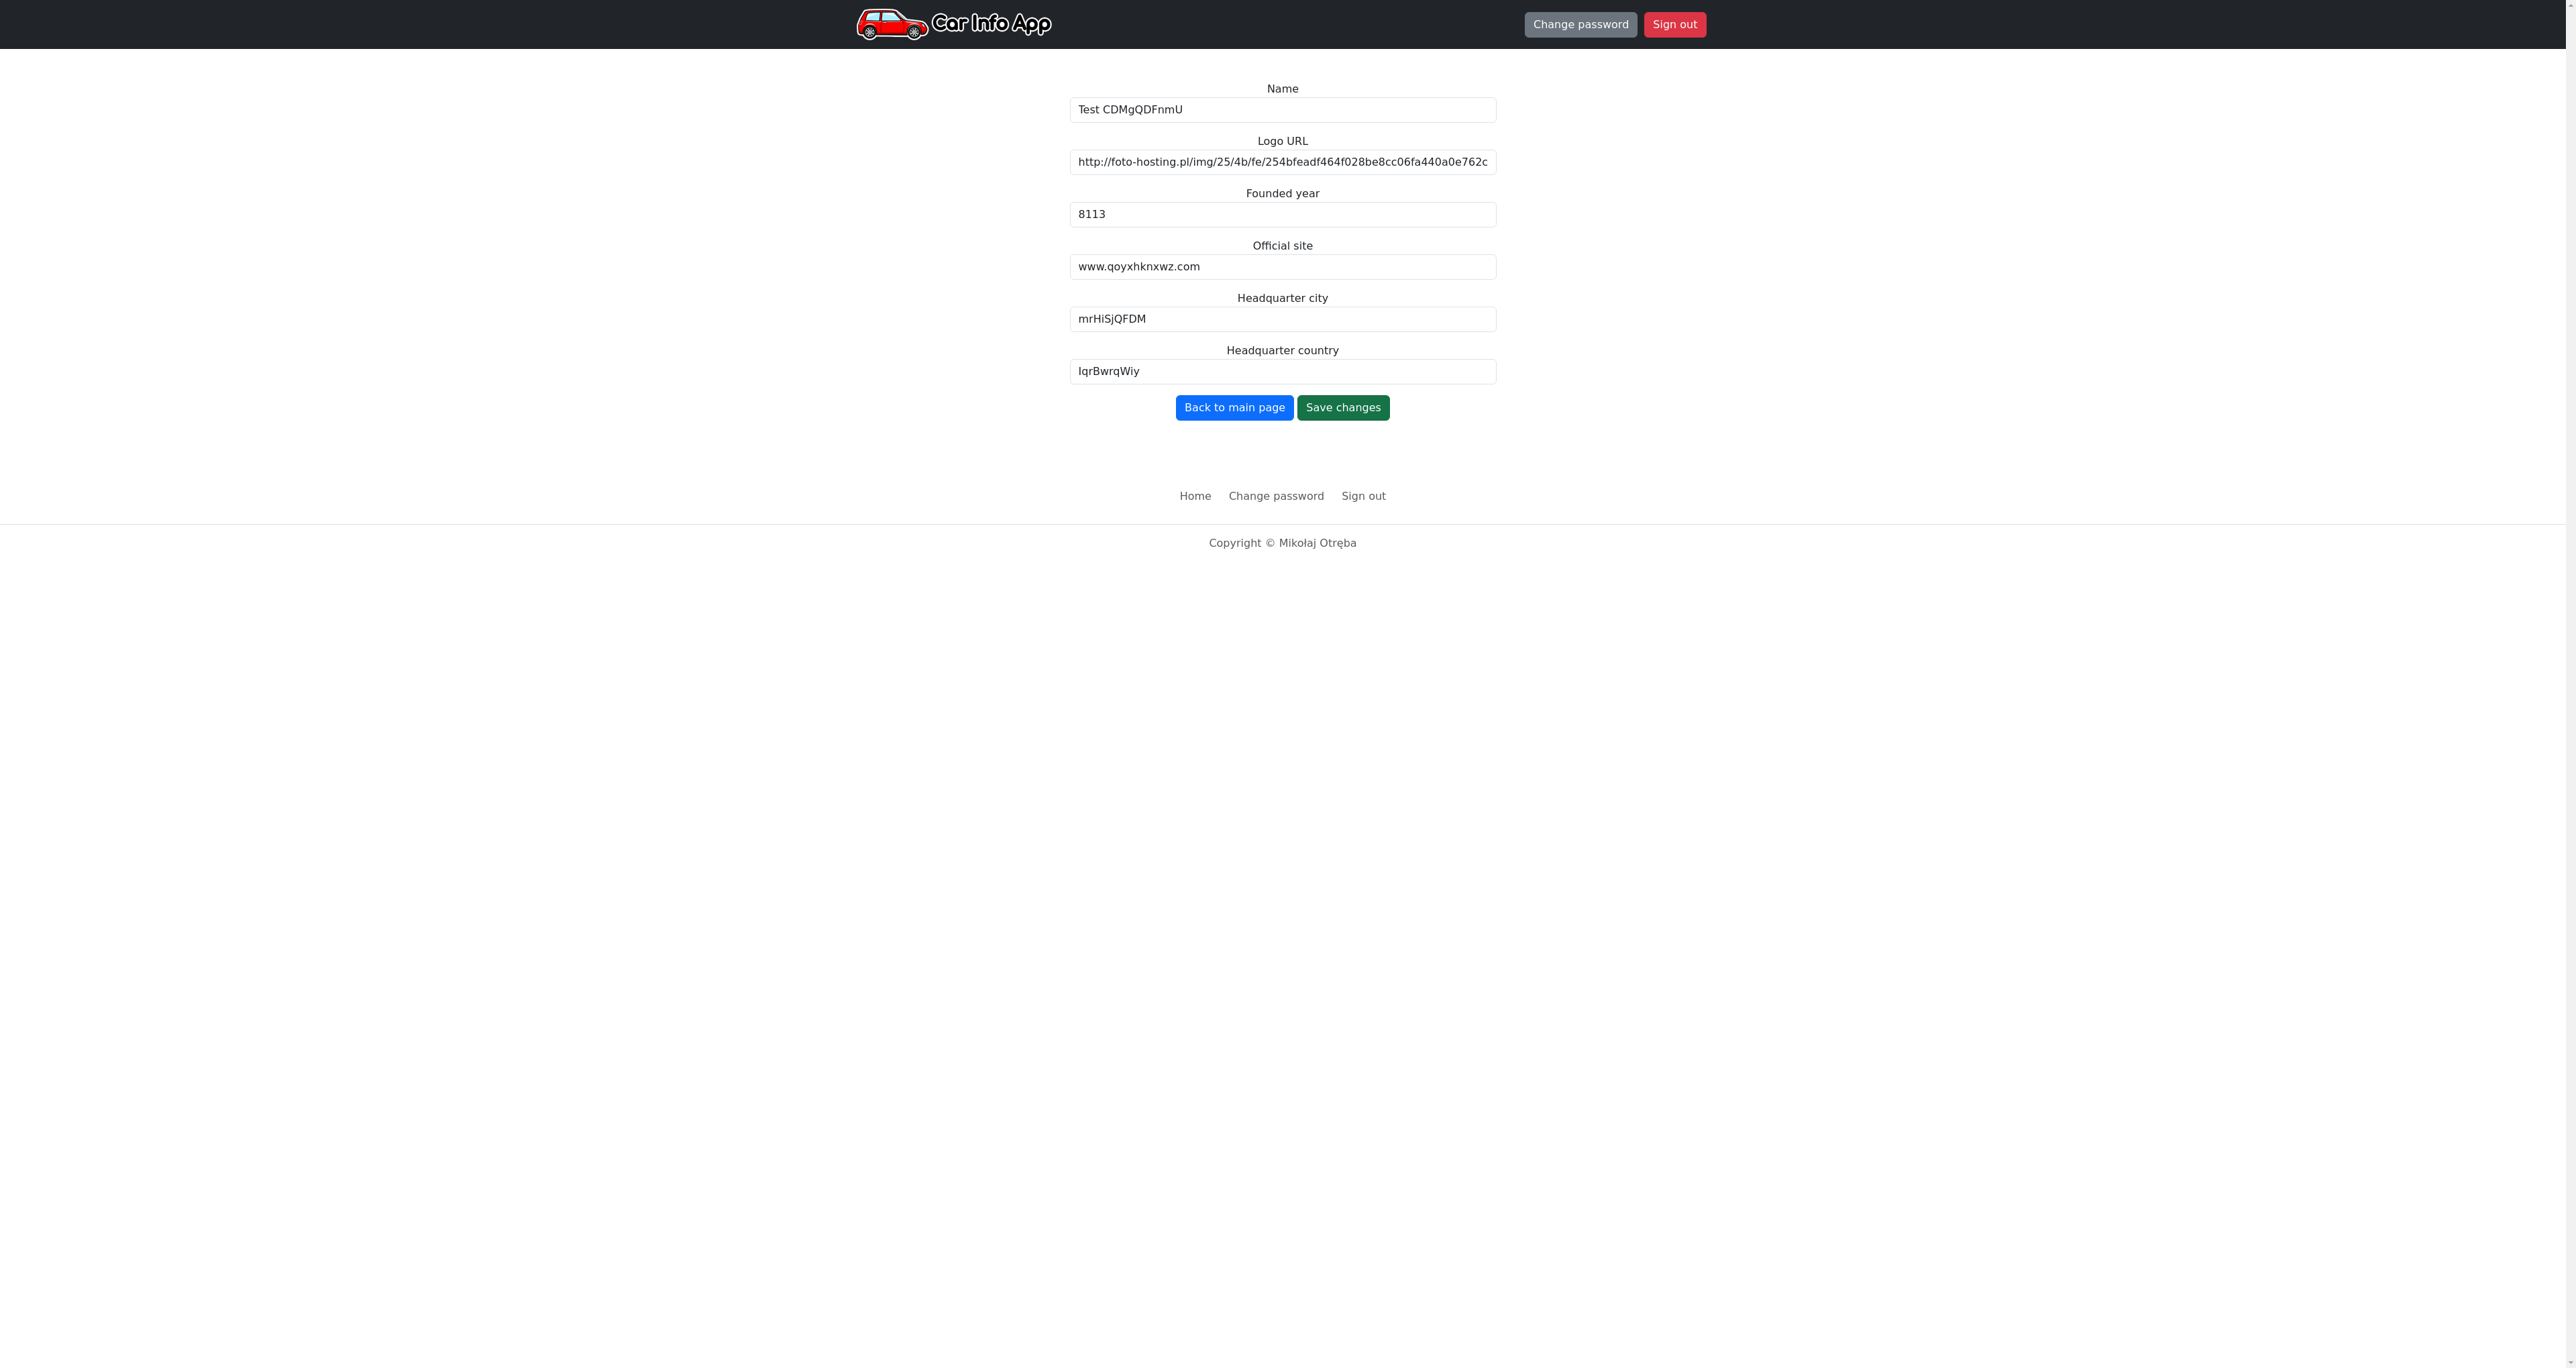 Car Info App
Change password
Sign out
Name
Test CDMgQDFnmU
Logo URL
http://foto-hosting.pl/img/25/4b/fe/254bfeadf464f028be8cc06fa440a0e762c
Founded year
8113
Official site
www.qoyxhknxwz.com
Headquarter city
mrHiSjQFDM
Headquarter country
IqrBwrqWiy
Back to main page
Save changes
Home Change password Sign out
Copyright © Mikołaj Otręba